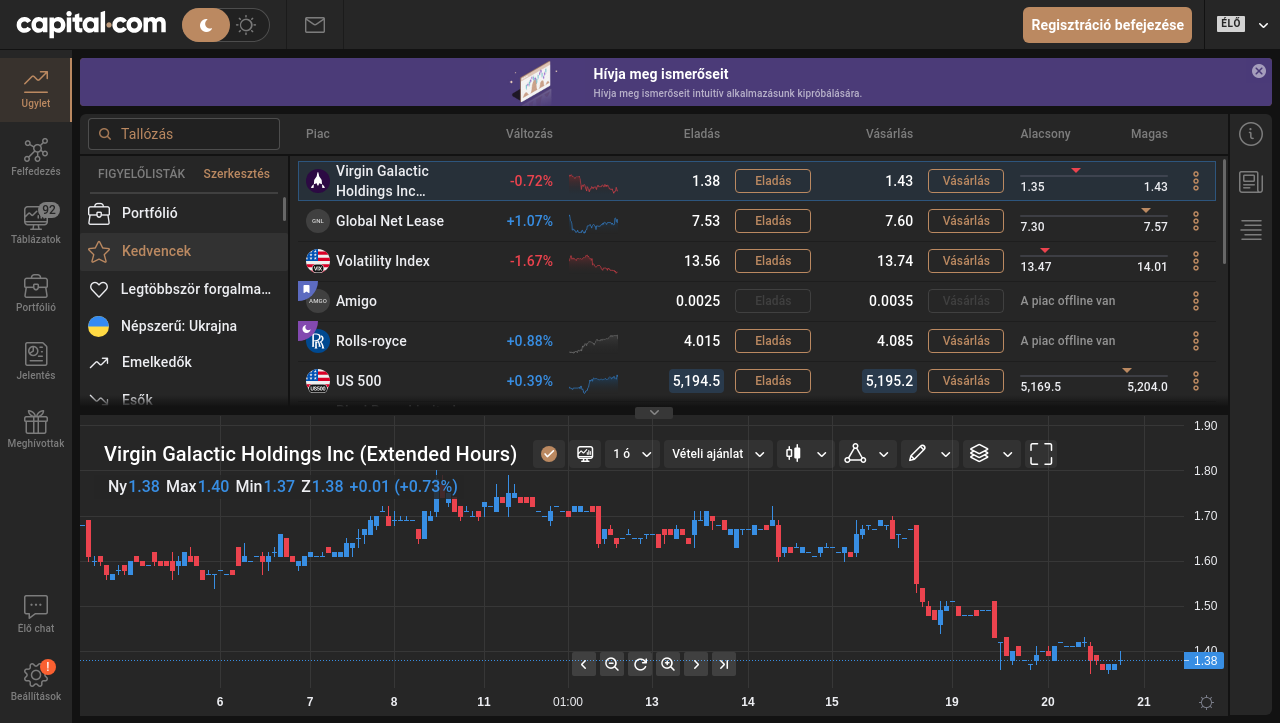 capital.com
Regisztráció befejezése
ÉLŐ
Hívja meg ismerőseit
Hívja meg ismerőseit intuitív alkalmazásunk kipróbálására.
Ügylet
Felfedezés
92
Táblázatok
Portfólió
Jelentés
Meghívottak
Élő chat
!
Beállítások
Tallózás
FIGYELŐLISTÁK
Szerkesztés
Portfólió
Kedvencek
Legtöbbször forgalma...
Népszerű: Ukrajna
Emelkedők
Esők
Piac Változás Eladás Vásárlás Alacsony Magas
Virgin Galactic
Holdings Inc... -0.72% 1.38 Eladás 1.43 Vásárlás 1.35 1.43
GNL Global Net Lease +1.07% 7.53 Eladás 7.60 Vásárlás 7.30 7.57
VIX Volatility Index -1.67% 13.56 Eladás 13.74 Vásárlás 13.47 14.01
AMGO Amigo 0.0025 Eladás 0.0035 Vásárlás A piac offline van
Rolls-royce +0.88% 4.015 Eladás 4.085 Vásárlás A piac offline van
US500 US 500 +0.39% 5,194.5 Eladás 5,195.2 Vásárlás 5,169.5 5,204.0
Virgin Galactic Holdings Inc (Extended Hours)
1 ó
Vételi ajánlat
Ny1.38 Max1.40 Min1.37 Z1.38 +0.01 (+0.73%)
1.90
1.80
1.70
1.60
1.50
1.40
1.38
6 7 8 11 01:00 13 14 15 19 20 21